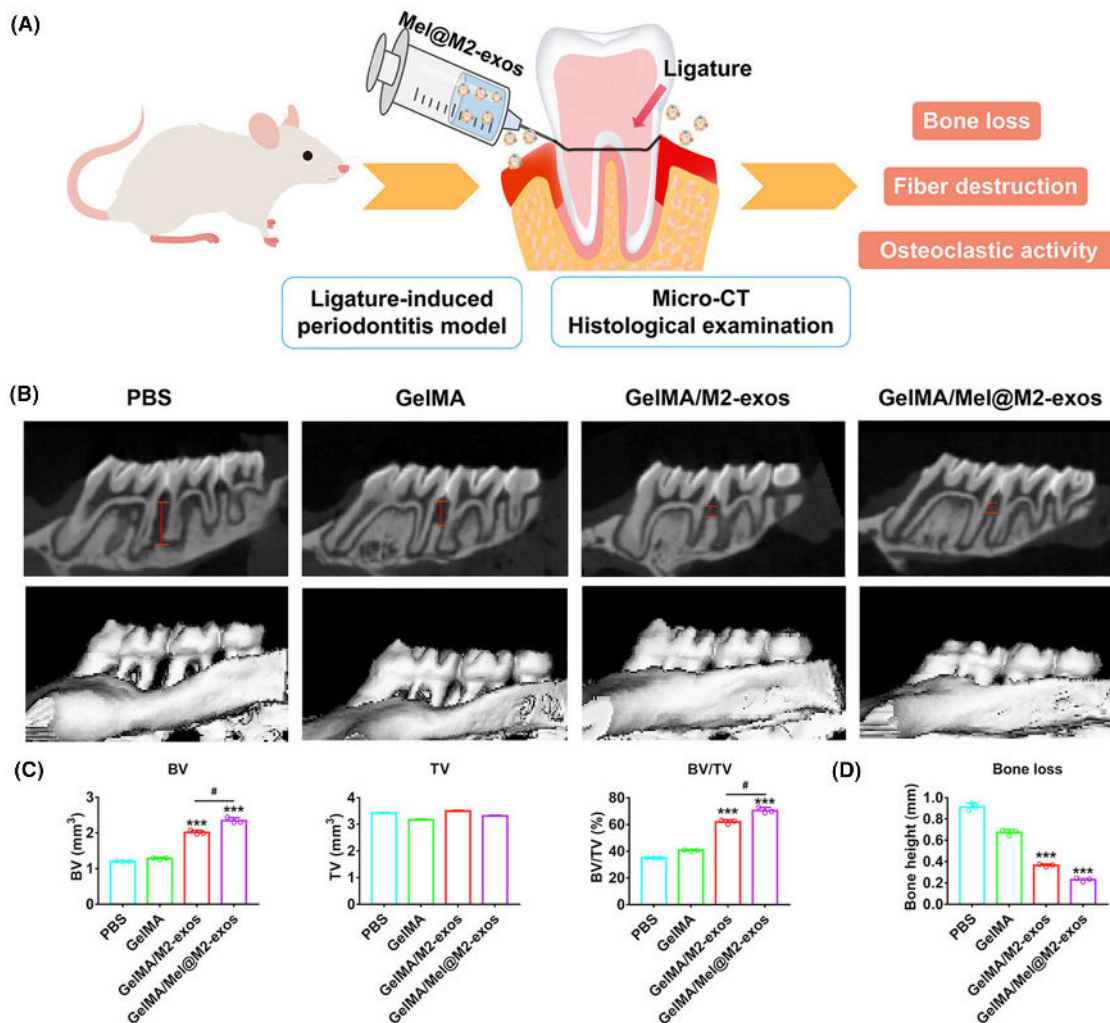 (A)
Mel@M2-exos
Ligature
Bone loss
Fiber destruction
Osteoclastic activity
Ligature-induced
periodontitis model
Micro-CT
Histological examination
(B)
PBS
GelMA
GelMA/M2-exos
GelMA/Mel@M2-exos
(C)
BV
BV (mm³)
3
2
1
0
***
#
***
PBS
GelMA
GelMA/M2-exos
GelMA/Mel@M2-exos
TV
TV (mm³)
4
3
2
1
0
PBS
GelMA
GelMA/M2-exos
GelMA/Mel@M2-exos
BV/TV
BV/TV (%)
80
60
40
20
0
***
#
***
PBS
GelMA
GelMA/M2-exos
GelMA/Mel@M2-exos
(D)
Bone loss
Bone height (mm)
1.0
0.8
0.6
0.4
0.2
0.0
***
***
PBS
GelMA
GelMA/M2-exos
GelMA/Mel@M2-exos